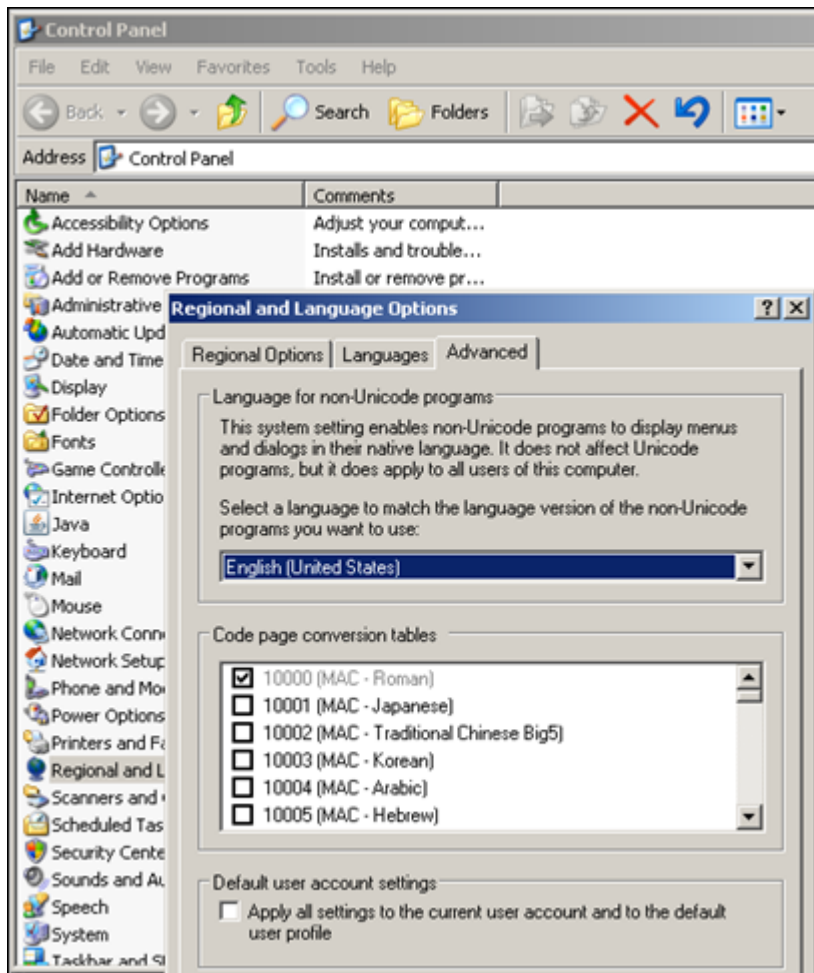 Control Panel
File Edit View Favorites Tools Help
Back Search Folders
Address Control Panel
Name Comments
Accessibility Options Adjust your comput...
Add Hardware Installs and trouble...
Add or Remove Programs Install or remove pr...
Administrative
Automatic Upd
Date and Time
Display
Folder Options
Fonts
Game Controlle
Internet Optio
Java
Keyboard
Mail
Mouse
Network Conn
Network Setup
Phone and Mo
Power Options
Printers and Fa
Regional and L
Scanners and
Scheduled Tas
Security Cente
Sounds and Au
Speech
System
Taskbar and St
Regional and Language Options
Regional Options Languages Advanced
Language for non-Unicode programs
This system setting enables non-Unicode programs to display menus
and dialogs in their native language. It does not affect Unicode
programs, but it does apply to all users of this computer.
Select a language to match the language version of the non-Unicode
programs you want to use:
English (United States)
Code page conversion tables
10000 (MAC - Roman)
10001 (MAC - Japanese)
10002 (MAC - Traditional Chinese Big5)
10003 (MAC - Korean)
10004 (MAC - Arabic)
10005 (MAC - Hebrew)
Default user account settings
Apply all settings to the current user account and to the default
user profile